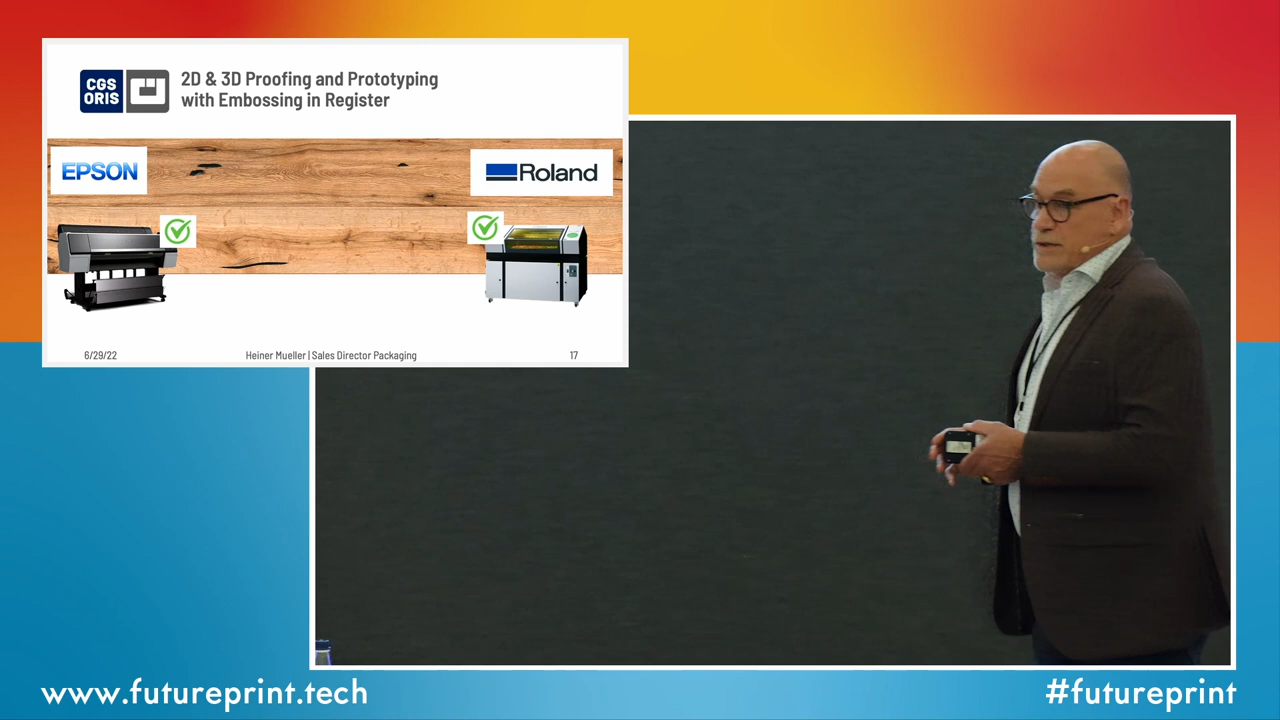 CGS
ORIS
2D & 3D Proofing and Prototyping
with Embossing in Register
EPSON
Roland
6/29/22
Heiner Mueller | Sales Director Packaging
17
www.futureprint.tech
#futureprint